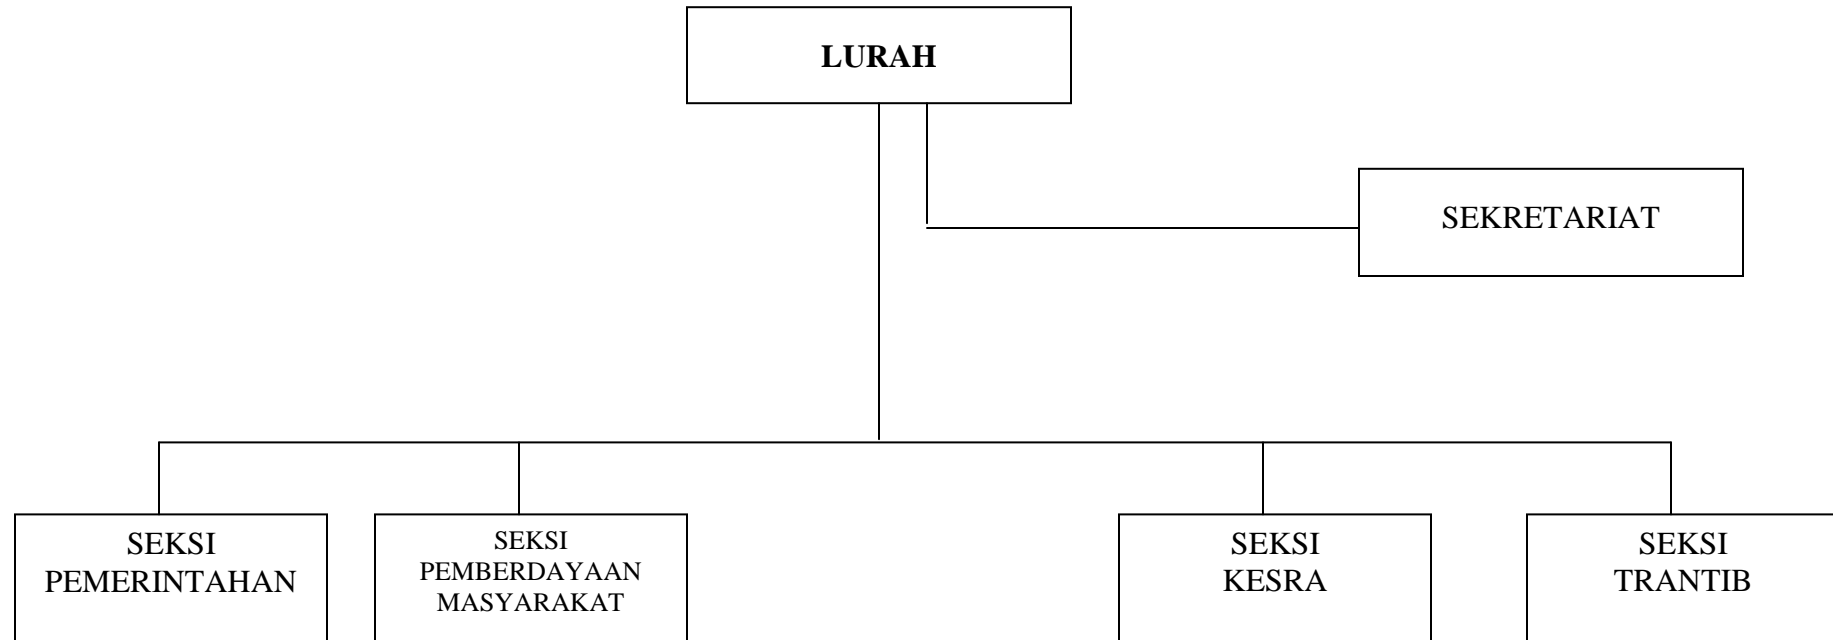 LURAH
SEKRETARIAT
SEKSI
PEMERINTAHAN
SEKSI
PEMBERDAYAAN
MASYARAKAT
SEKSI
KESRA
SEKSI
TRANTIB